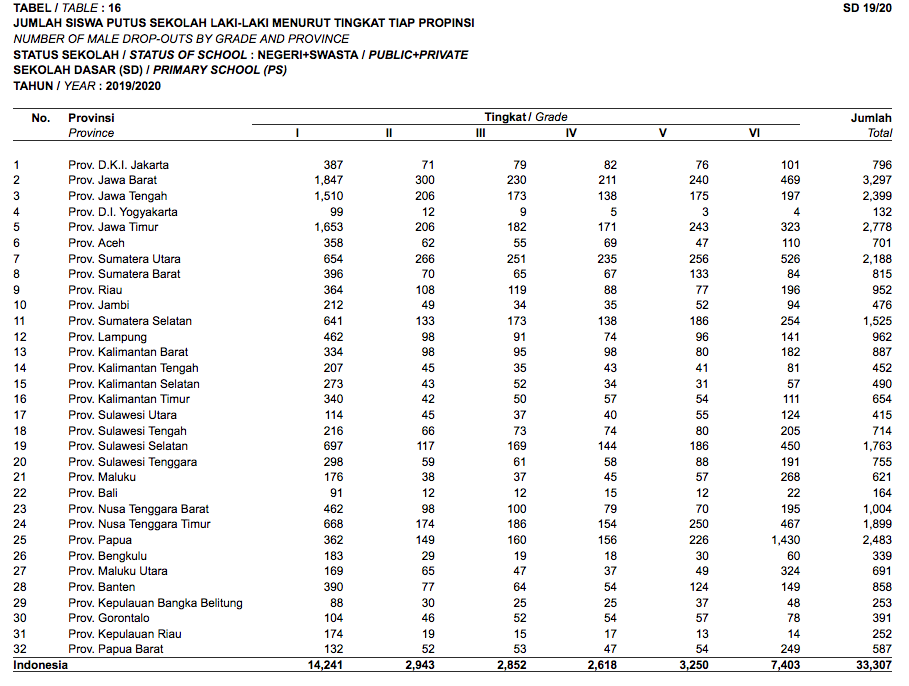 TABEL / TABLE : 16 SD 19/20
JUMLAH SISWA PUTUS SEKOLAH LAKI-LAKI MENURUT TINGKAT TIAP PROPINSI
NUMBER OF MALE DROP-OUTS BY GRADE AND PROVINCE
STATUS SEKOLAH / STATUS OF SCHOOL : NEGERI+SWASTA / PUBLIC+PRIVATE
SEKOLAH DASAR (SD) / PRIMARY SCHOOL (PS)
TAHUN / YEAR : 2019/2020
No. Provinsi Tingkat / Grade Jumlah
Province I II III IV V VI Total
1 Prov. D.K.I. Jakarta 387 71 79 82 76 101 796
2 Prov. Jawa Barat 1,847 300 230 211 240 469 3,297
3 Prov. Jawa Tengah 1,510 206 173 138 175 197 2,399
4 Prov. D.I. Yogyakarta 99 12 9 5 3 4 132
5 Prov. Jawa Timur 1,653 206 182 171 243 323 2,778
6 Prov. Aceh 358 62 55 69 47 110 701
7 Prov. Sumatera Utara 654 266 251 235 256 526 2,188
8 Prov. Sumatera Barat 396 70 65 67 133 84 815
9 Prov. Riau 364 108 119 88 77 196 952
10 Prov. Jambi 212 49 34 35 52 94 476
11 Prov. Sumatera Selatan 641 133 173 138 186 254 1,525
12 Prov. Lampung 462 98 91 74 96 141 962
13 Prov. Kalimantan Barat 334 98 95 98 80 182 887
14 Prov. Kalimantan Tengah 207 45 35 43 41 81 452
15 Prov. Kalimantan Selatan 273 43 52 34 31 57 490
16 Prov. Kalimantan Timur 340 42 50 57 54 111 654
17 Prov. Sulawesi Utara 114 45 37 40 55 124 415
18 Prov. Sulawesi Tengah 216 66 73 74 80 205 714
19 Prov. Sulawesi Selatan 697 117 169 144 186 450 1,763
20 Prov. Sulawesi Tenggara 298 59 61 58 88 191 755
21 Prov. Maluku 176 38 37 45 57 268 621
22 Prov. Bali 91 12 12 15 12 22 164
23 Prov. Nusa Tenggara Barat 462 98 100 79 70 195 1,004
24 Prov. Nusa Tenggara Timur 668 174 186 154 250 467 1,899
25 Prov. Papua 362 149 160 156 226 1,430 2,483
26 Prov. Bengkulu 183 29 19 18 30 60 339
27 Prov. Maluku Utara 169 65 47 37 49 324 691
28 Prov. Banten 390 77 64 54 124 149 858
29 Prov. Kepulauan Bangka Belitung 88 30 25 25 37 48 253
30 Prov. Gorontalo 104 46 52 54 57 78 391
31 Prov. Kepulauan Riau 174 19 15 17 13 14 252
32 Prov. Papua Barat 132 52 53 47 54 249 587
Indonesia 14,241 2,943 2,852 2,618 3,250 7,403 33,307